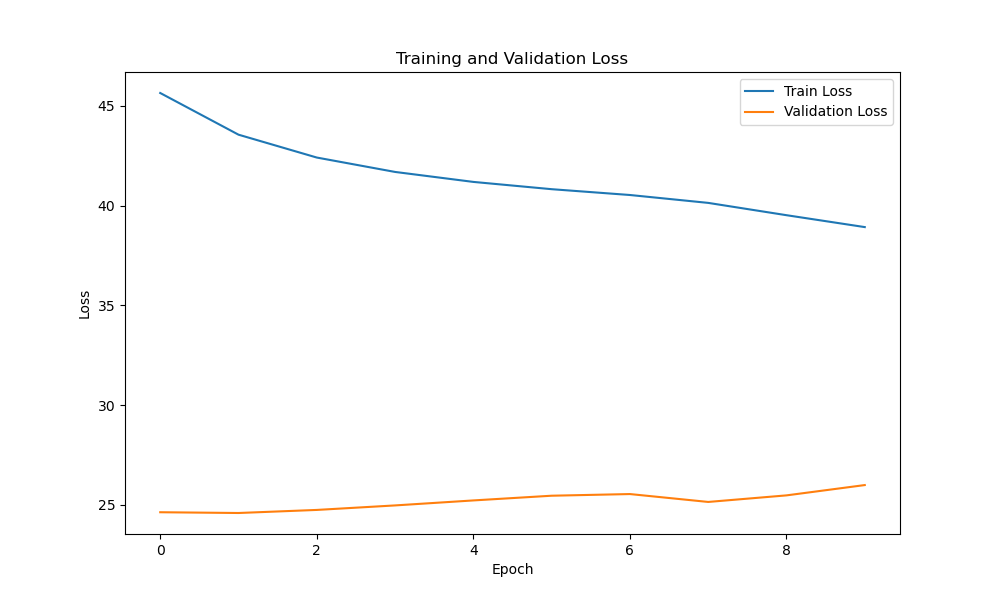 Training and Validation Loss
Train Loss
Validation Loss
45
40
35
30
25
Loss
0 2 4 6 8
Epoch